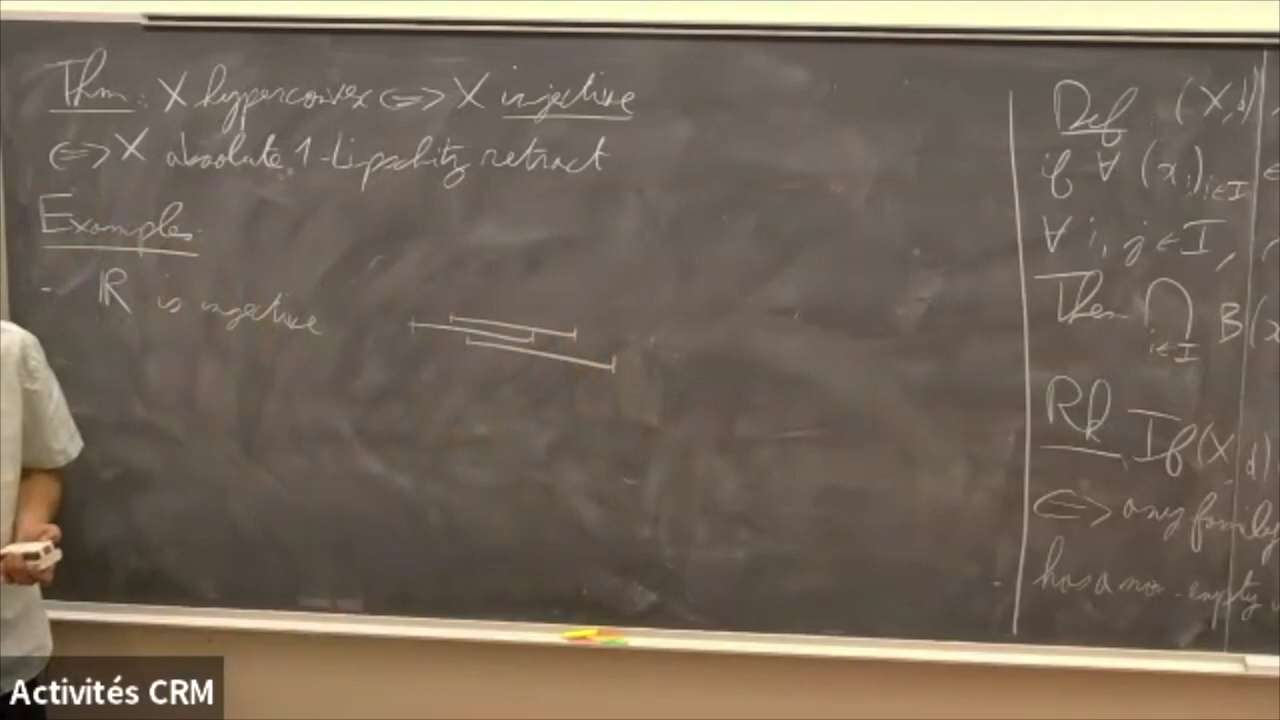 Thm: X hyperconvex ⇔ X injective
⇔ X absolute 1-Lipschitz retract
Examples
- R is injective
Def (X,d)
if ∀ (xi)i∈I ∈
∀ i, j ∈ I,
Then ⋂i∈I B(x
Rk If (X,d)
⇔ any family
has a non-empty
Activités CRM